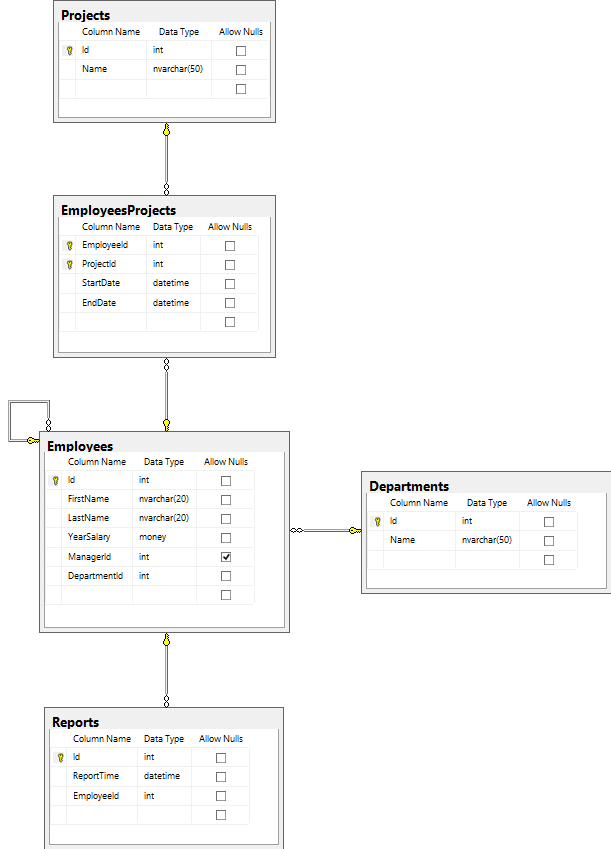 Projects
Column Name Data Type Allow Nulls
Id int
Name nvarchar(50)
EmployeesProjects
Column Name Data Type Allow Nulls
EmployeeId int
ProjectId int
StartDate datetime
EndDate datetime
Employees
Column Name Data Type Allow Nulls
Id int
FirstName nvarchar(20)
LastName nvarchar(20)
YearSalary money
ManagerId int
DepartmentId int
Departments
Column Name Data Type Allow Nulls
Id int
Name nvarchar(50)
Reports
Column Name Data Type Allow Nulls
Id int
ReportTime datetime
EmployeeId int